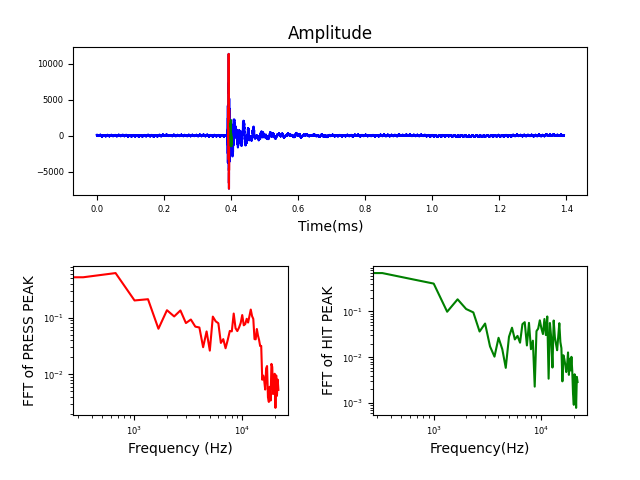 Amplitude
10000
5000
0
−5000
0.0 0.2 0.4 0.6 0.8 1.0 1.2 1.4
Time(ms)
FFT of PRESS PEAK
10⁻¹
10⁻²
10³ 10⁴
Frequency (Hz)
FFT of HIT PEAK
10⁻¹
10⁻²
10⁻³
10³ 10⁴
Frequency(Hz)